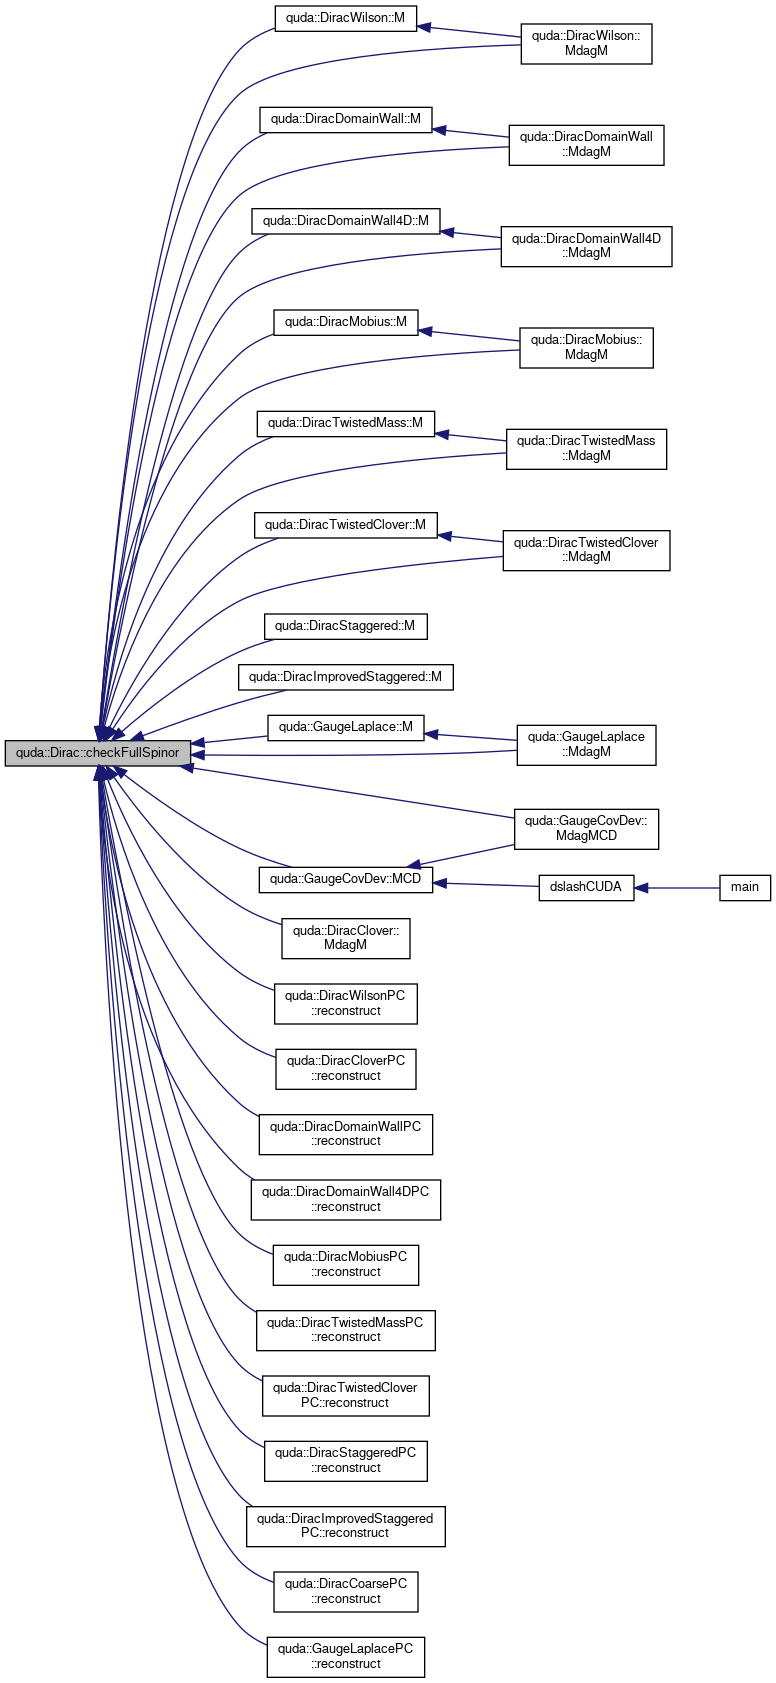 quda::DiracWilson::M
quda::DiracWilson::
MdagM
quda::DiracDomainWall::M
quda::DiracDomainWall
::MdagM
quda::DiracDomainWall4D::M
quda::DiracDomainWall4D
::MdagM
quda::DiracMobius::M
quda::DiracMobius::
MdagM
quda::DiracTwistedMass::M
quda::DiracTwistedMass
::MdagM
quda::DiracTwistedClover::M
quda::DiracTwistedClover
::MdagM
quda::DiracStaggered::M
quda::DiracImprovedStaggered::M
quda::GaugeLaplace::M
quda::GaugeLaplace
::MdagM
quda::Dirac::checkFullSpinor
quda::GaugeCovDev::
MdagMCD
quda::GaugeCovDev::MCD
dslashCUDA
main
quda::DiracClover::
MdagM
quda::DiracWilsonPC
::reconstruct
quda::DiracCloverPC
::reconstruct
quda::DiracDomainWallPC
::reconstruct
quda::DiracDomainWall4DPC
::reconstruct
quda::DiracMobiusPC
::reconstruct
quda::DiracTwistedMassPC
::reconstruct
quda::DiracTwistedClover
PC::reconstruct
quda::DiracStaggeredPC
::reconstruct
quda::DiracImprovedStaggered
PC::reconstruct
quda::DiracCoarsePC
::reconstruct
quda::GaugeLaplacePC
::reconstruct